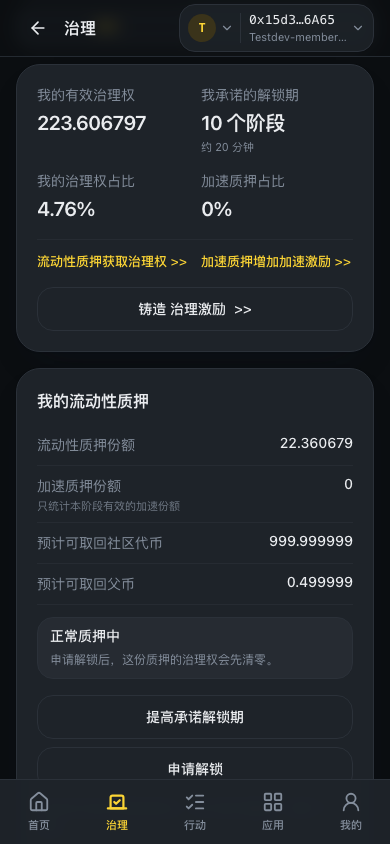 治理
T
0x15d3…6A65
Testdev-member…
我的有效治理权
我承诺的解锁期
223.606797
10 个阶段
约 20 分钟
我的治理权占比
加速质押占比
4.76%
0%
流动性质押获取治理权 >>
加速质押增加加速激励 >>
铸造 治理激励 >>
我的流动性质押
流动性质押份额
22.360679
加速质押份额
0
只统计本阶段有效的加速份额
预计可取回社区代币
999.999999
预计可取回父币
0.499999
正常质押中
申请解锁后，这份质押的治理权会先清零。
提高承诺解锁期
申请解锁
首页
治理
行动
应用
我的